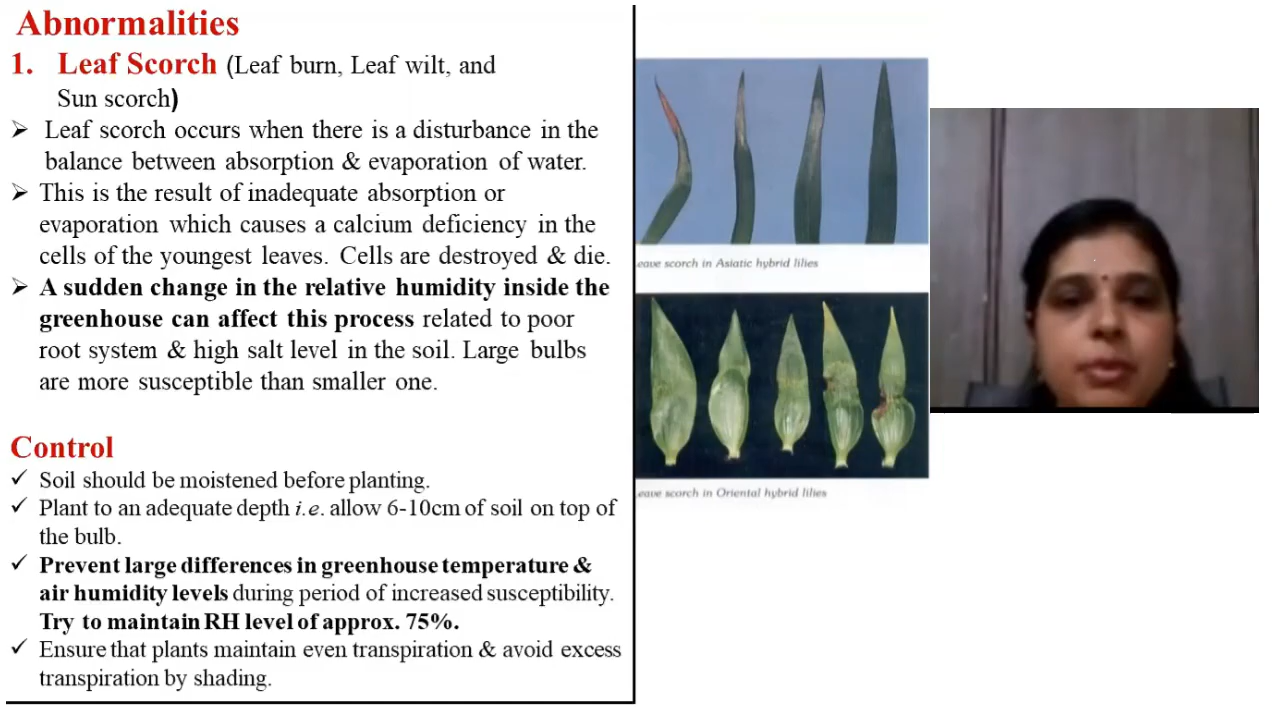 Abnormalities
1. Leaf Scorch (Leaf burn, Leaf wilt, and
Sun scorch)
➢ Leaf scorch occurs when there is a disturbance in the
balance between absorption & evaporation of water.
➢ This is the result of inadequate absorption or
evaporation which causes a calcium deficiency in the
cells of the youngest leaves. Cells are destroyed & die.
➢ A sudden change in the relative humidity inside the
greenhouse can affect this process related to poor
root system & high salt level in the soil. Large bulbs
are more susceptible than smaller one.
Control
✓ Soil should be moistened before planting.
✓ Plant to an adequate depth i.e. allow 6-10cm of soil on top of
the bulb.
✓ Prevent large differences in greenhouse temperature &
air humidity levels during period of increased susceptibility.
Try to maintain RH level of approx. 75%.
✓ Ensure that plants maintain even transpiration & avoid excess
transpiration by shading.
eave scorch in Asiatic hybrid lilies
eave scorch in Oriental hybrid lilies